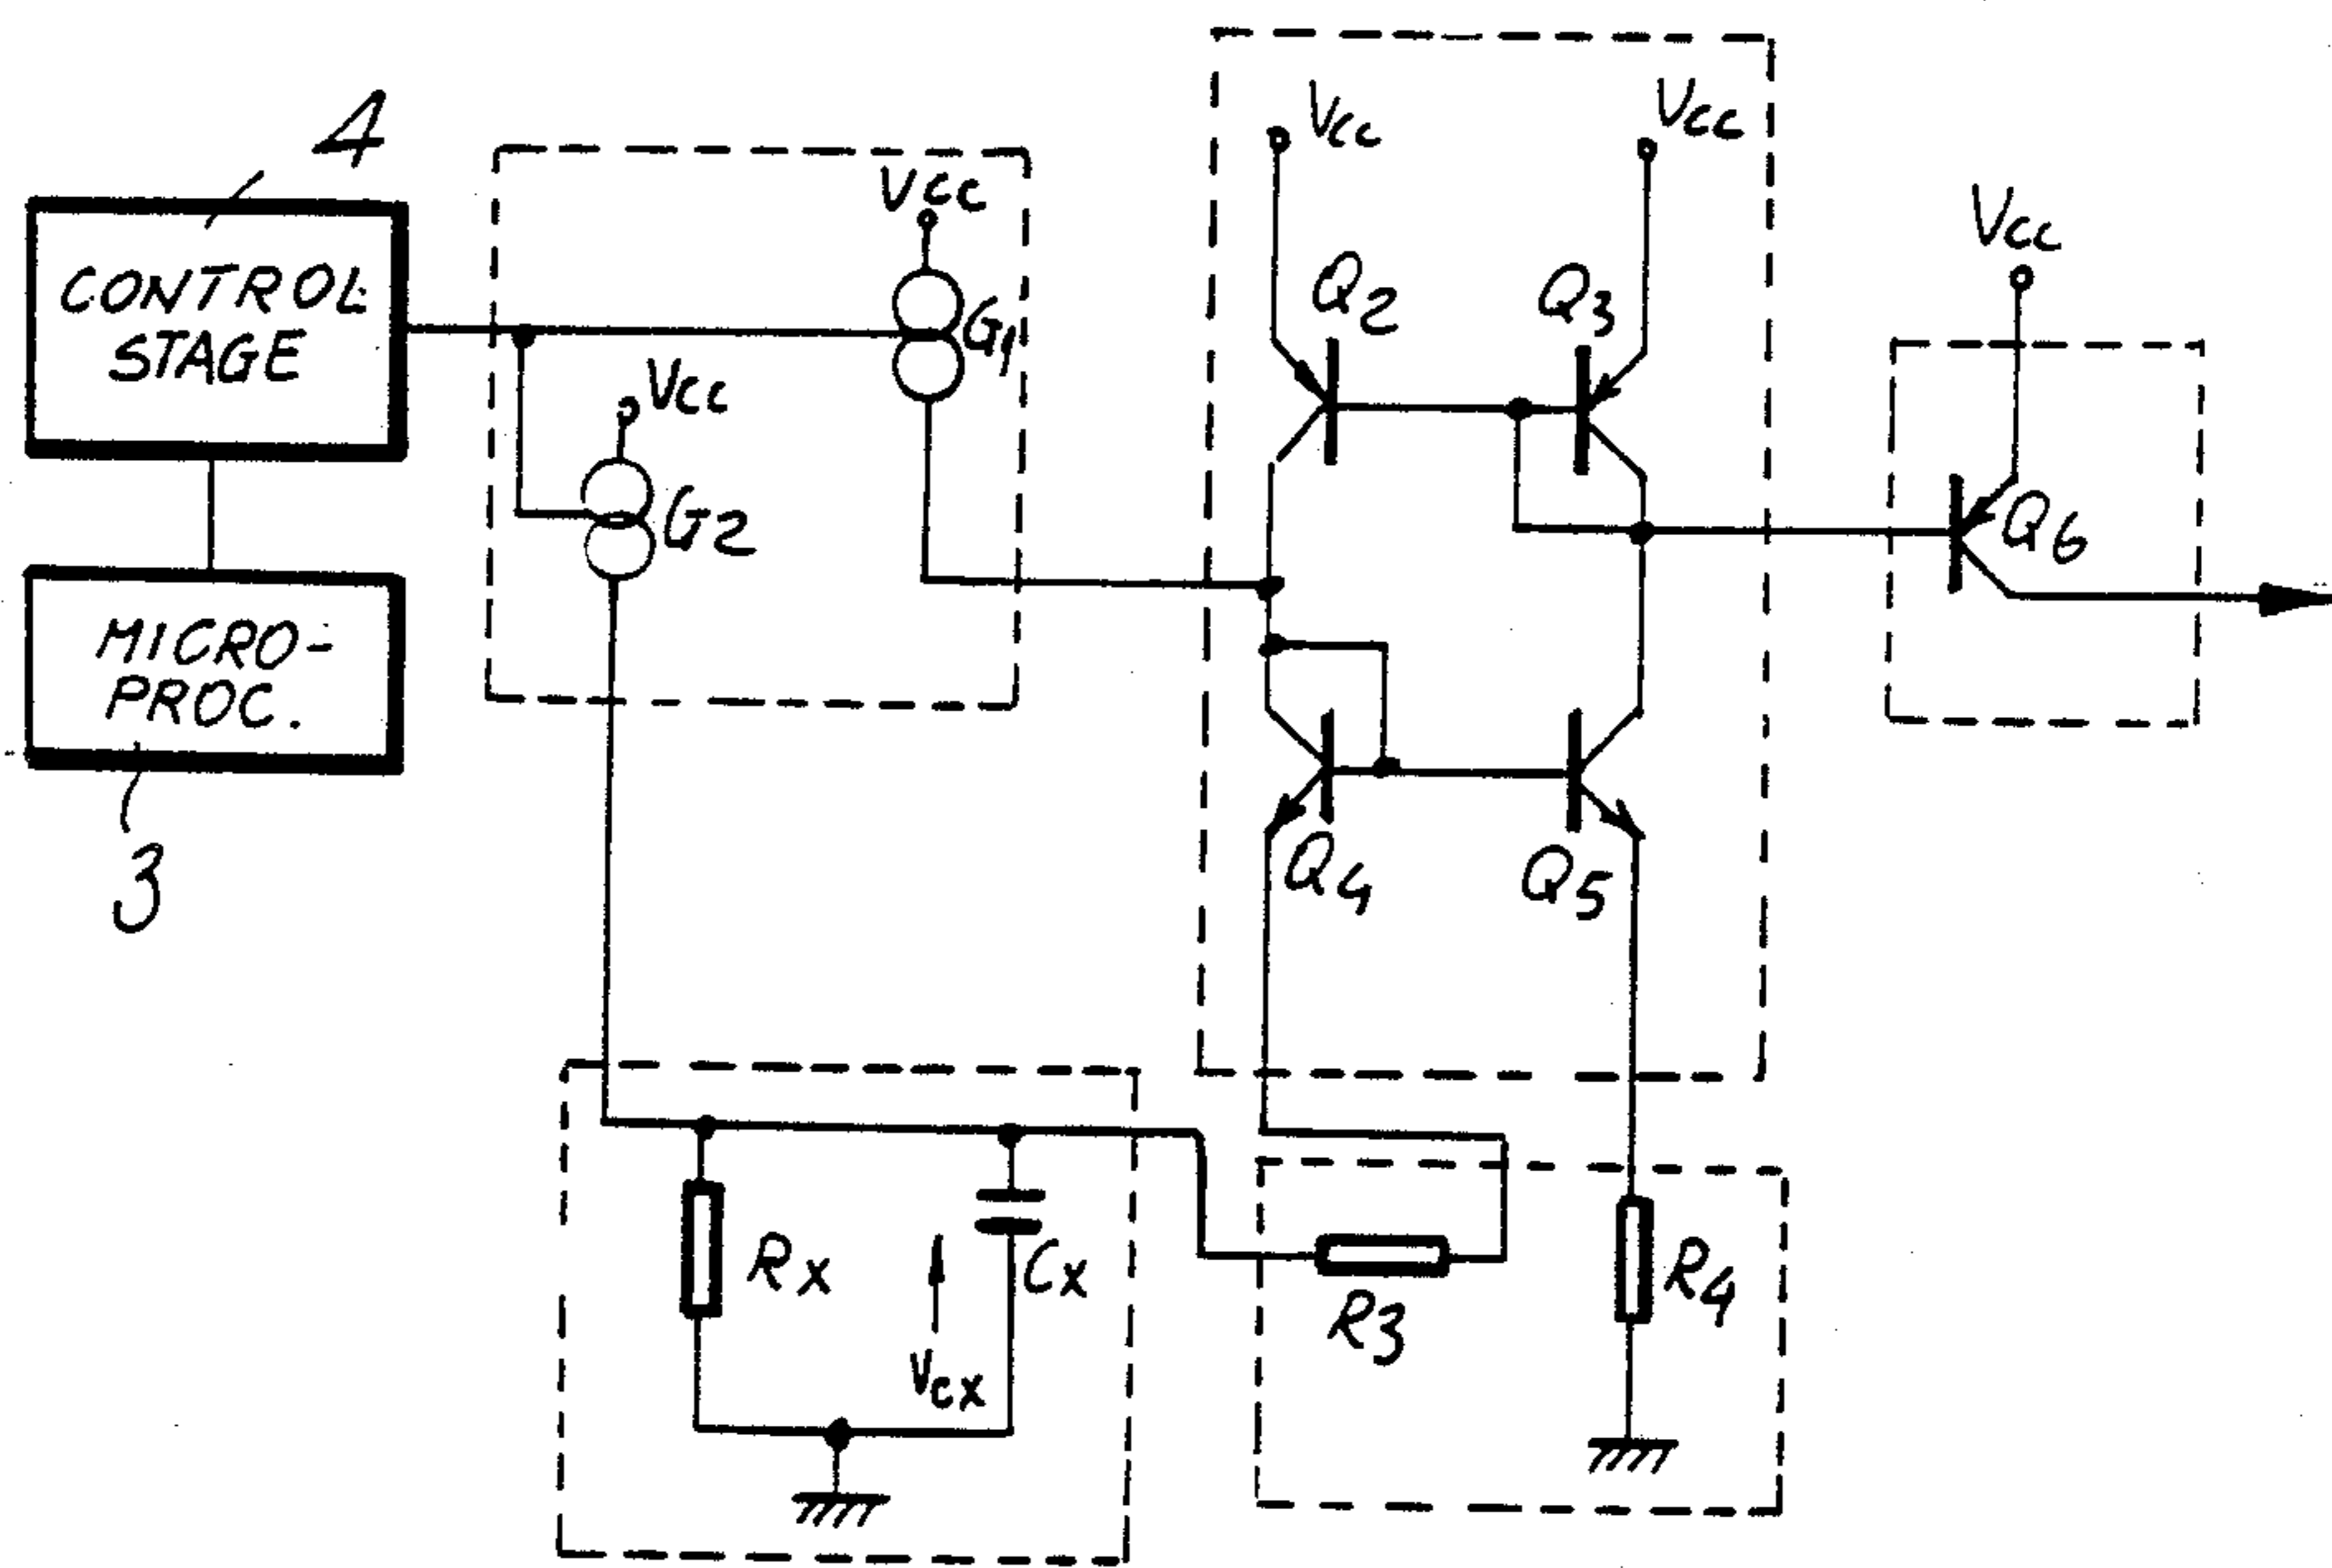 4
CONTROL
STAGE
MICRO-
PROC.
3
Vcc
G1
Vcc
G2
Vcc
Vcc
Q2
Q3
Q4
Q5
Vcc
Q6
Rx
Cx
Vcx
R3
R4